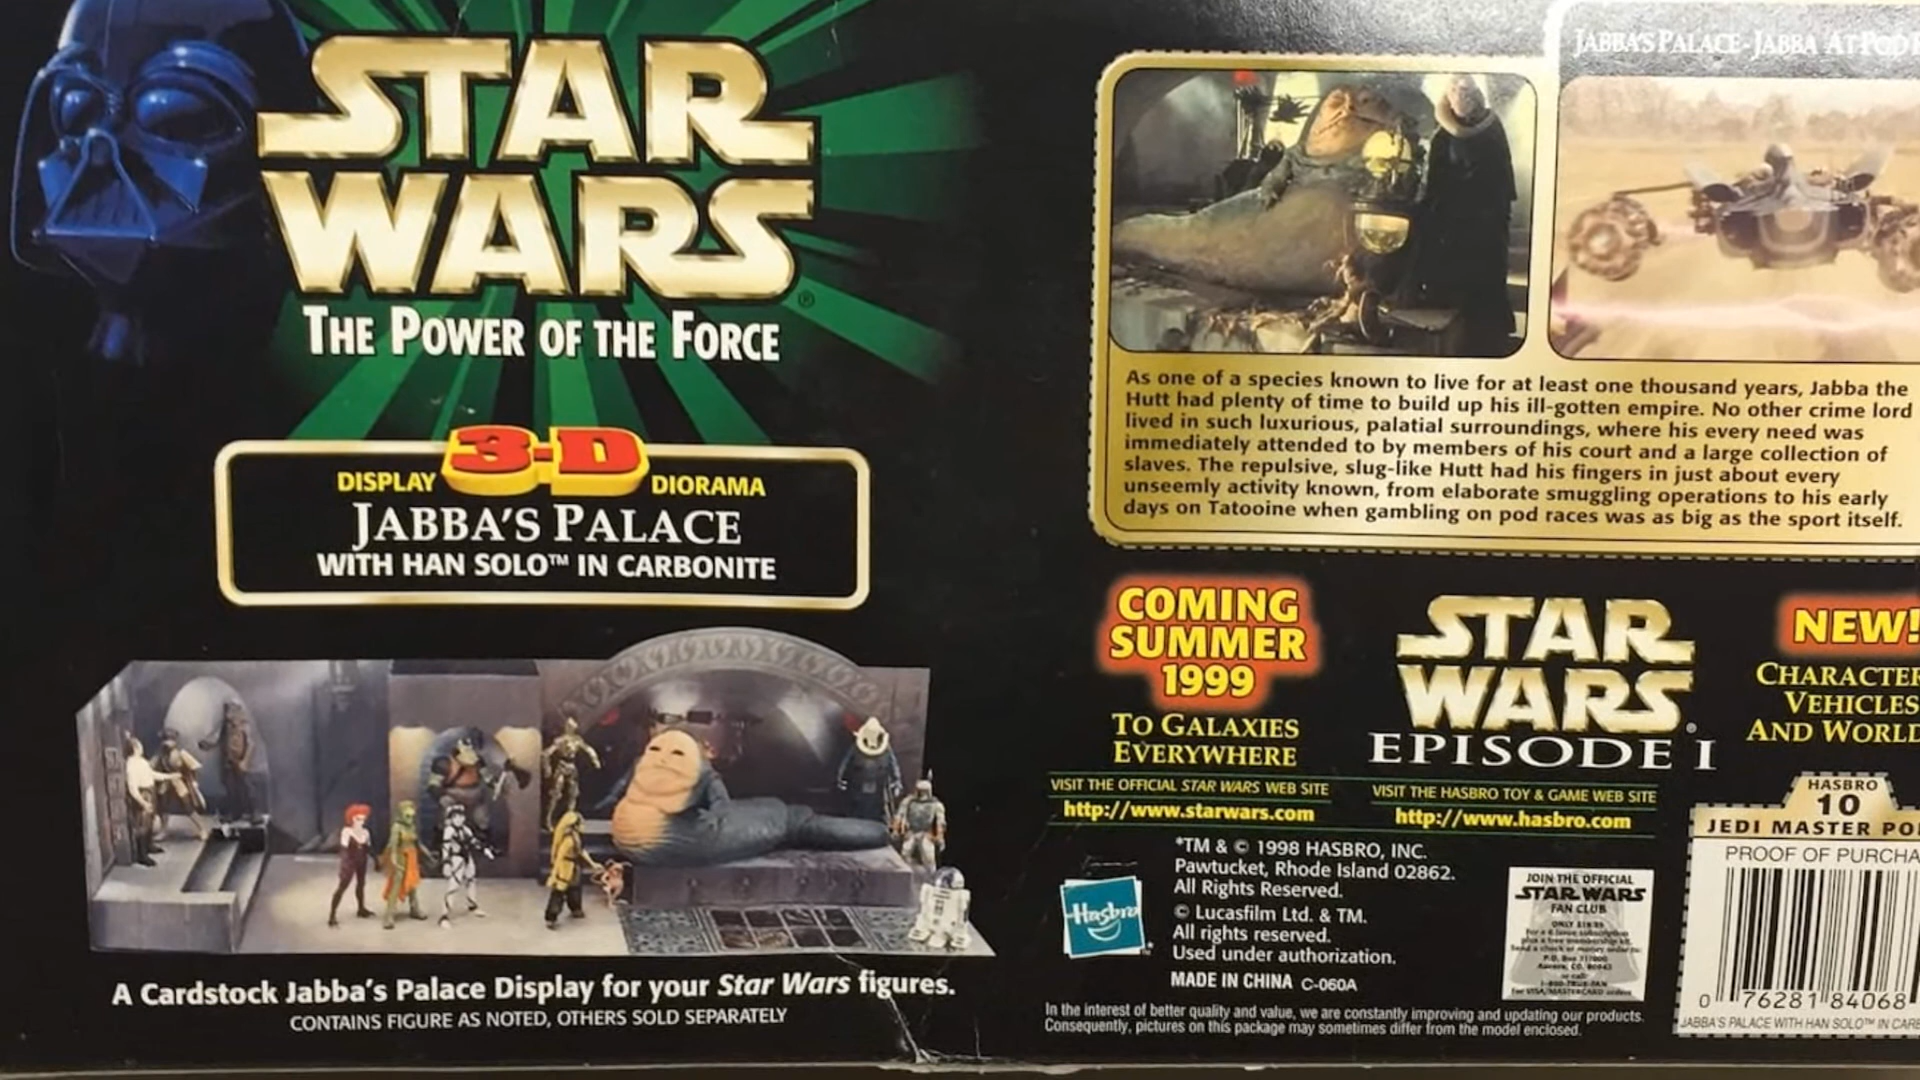 STAR
WARS®
THE POWER OF THE FORCE
DISPLAY 3-D DIORAMA
JABBA'S PALACE
WITH HAN SOLO™ IN CARBONITE
A Cardstock Jabba's Palace Display for your Star Wars figures.
CONTAINS FIGURE AS NOTED, OTHERS SOLD SEPARATELY
JABBA'S PALACE - JABBA AT POD
As one of a species known to live for at least one thousand years, Jabba the
Hutt had plenty of time to build up his ill-gotten empire. No other crime lord
lived in such luxurious, palatial surroundings, where his every need was
immediately attended to by members of his court and a large collection of
slaves. The repulsive, slug-like Hutt had his fingers in just about every
unseemly activity known, from elaborate smuggling operations to his early
days on Tatooine when gambling on pod races was as big as the sport itself.
COMING
SUMMER
1999
TO GALAXIES
EVERYWHERE
STAR
WARS®
EPISODE I
NEW!
CHARACTER
VEHICLES
AND WORLD
VISIT THE OFFICIAL STAR WARS WEB SITE
http://www.starwars.com
VISIT THE HASBRO TOY & GAME WEB SITE
http://www.hasbro.com
Hasbro
*TM & © 1998 HASBRO, INC.
Pawtucket, Rhode Island 02862.
All Rights Reserved.
© Lucasfilm Ltd. & TM.
All rights reserved.
Used under authorization.
MADE IN CHINA C-060A
In the interest of better quality and value, we are constantly improving and updating our products.
Consequently, pictures on this package may sometimes differ from the model enclosed.
JOIN THE OFFICIAL
STAR WARS
FAN CLUB
HASBRO
10
JEDI MASTER PO
PROOF OF PURCHA
0 76281 84068
JABBA'S PALACE WITH HAN SOLO™ IN CARB